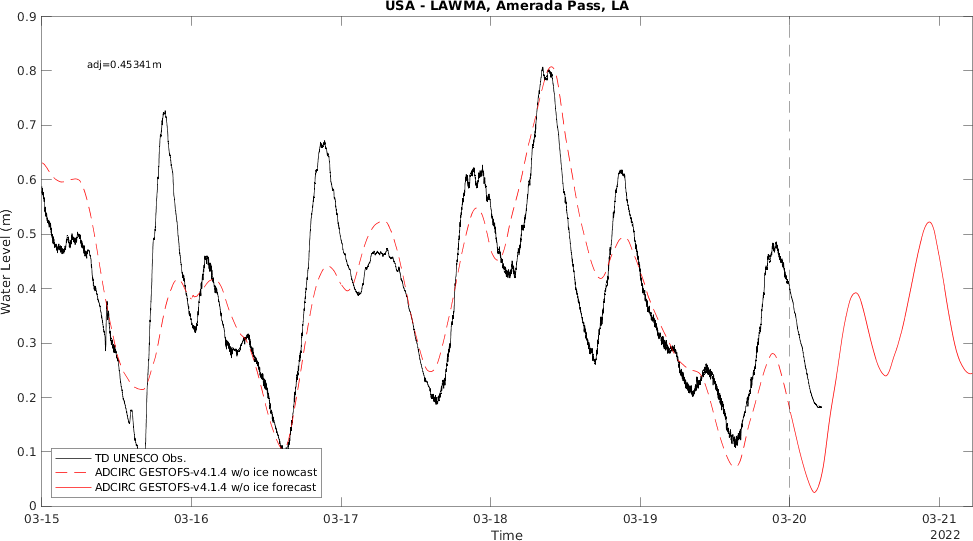 USA - LAWMA, Amerada Pass, LA
adj=0.45341m
0.9
0.8
0.7
0.6
0.5
0.4
0.3
0.2
0.1
0
Water Level (m)
TD UNESCO Obs.
ADCIRC GESTOFS-v4.1.4 w/o ice nowcast
ADCIRC GESTOFS-v4.1.4 w/o ice forecast
03-15 03-16 03-17 03-18 03-19 03-20 03-21
Time 2022